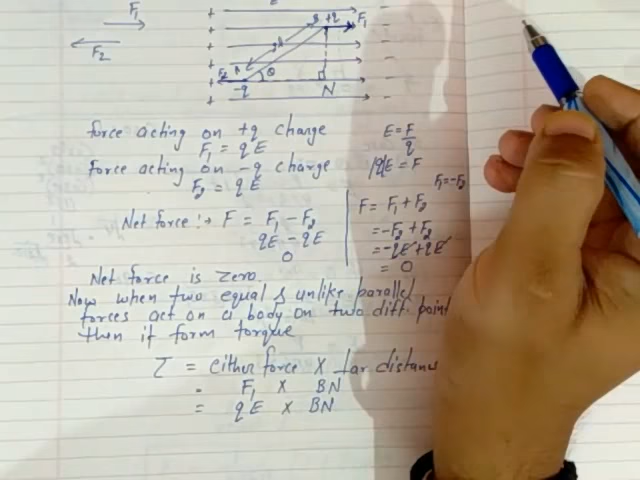 F₁
F₂
E
+q
F₁
B
A
F₂
θ
-q
N
force acting on +q charge
F₁ = qE
force acting on -q charge
F₂ = qE
E = F/q
qE = F
F₁ = -F₂
Net force :→ F = F₁ - F₂
qE - qE
0
F = F₁ + F₂
= -F₂ + F₂
= -qE + qE
= 0
Net force is zero
Now when two equal & unlike parallel
forces act on a body on two diff. point
then it form torque
τ = either force X far distance
= F₁ X BN
= qE X BN